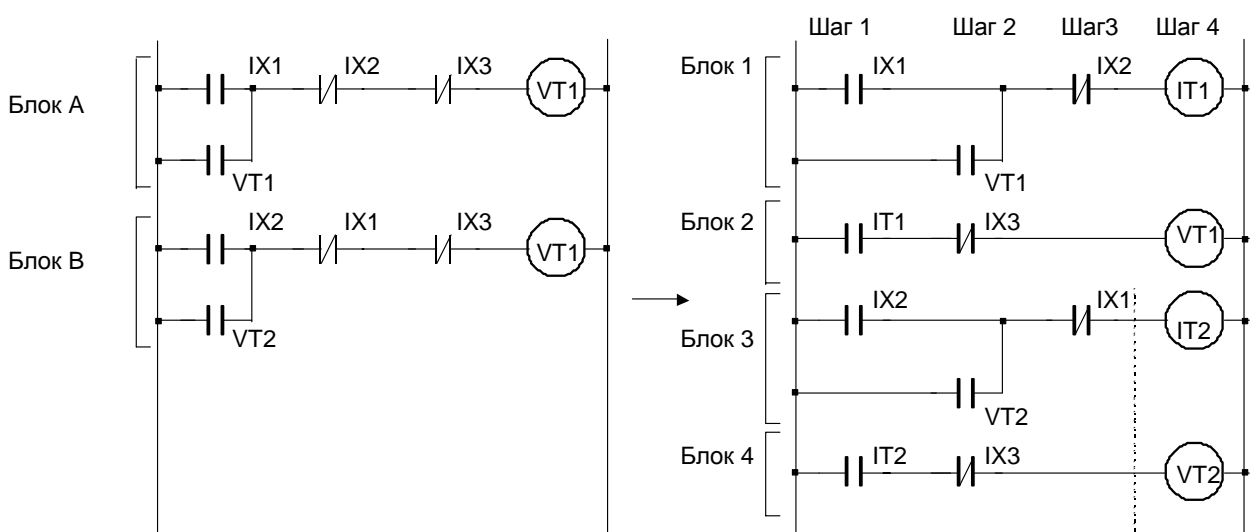 Шаг 1 Шаг 2 Шаг3 Шаг 4
Блок А
IX1 IX2 IX3 VT1
VT1
Блок В
IX2 IX1 IX3 VT1
VT2
Блок 1
IX1 IX2 IT1
VT1
Блок 2
IT1 IX3 VT1
Блок 3
IX2 IX1 IT2
VT2
Блок 4
IT2 IX3 VT2